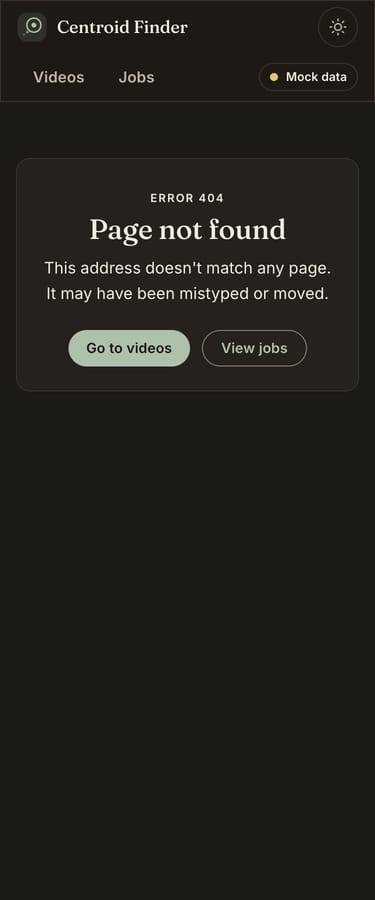 Centroid Finder
Videos
Jobs
Mock data
ERROR 404
Page not found
This address doesn't match any page.
It may have been mistyped or moved.
Go to videos
View jobs